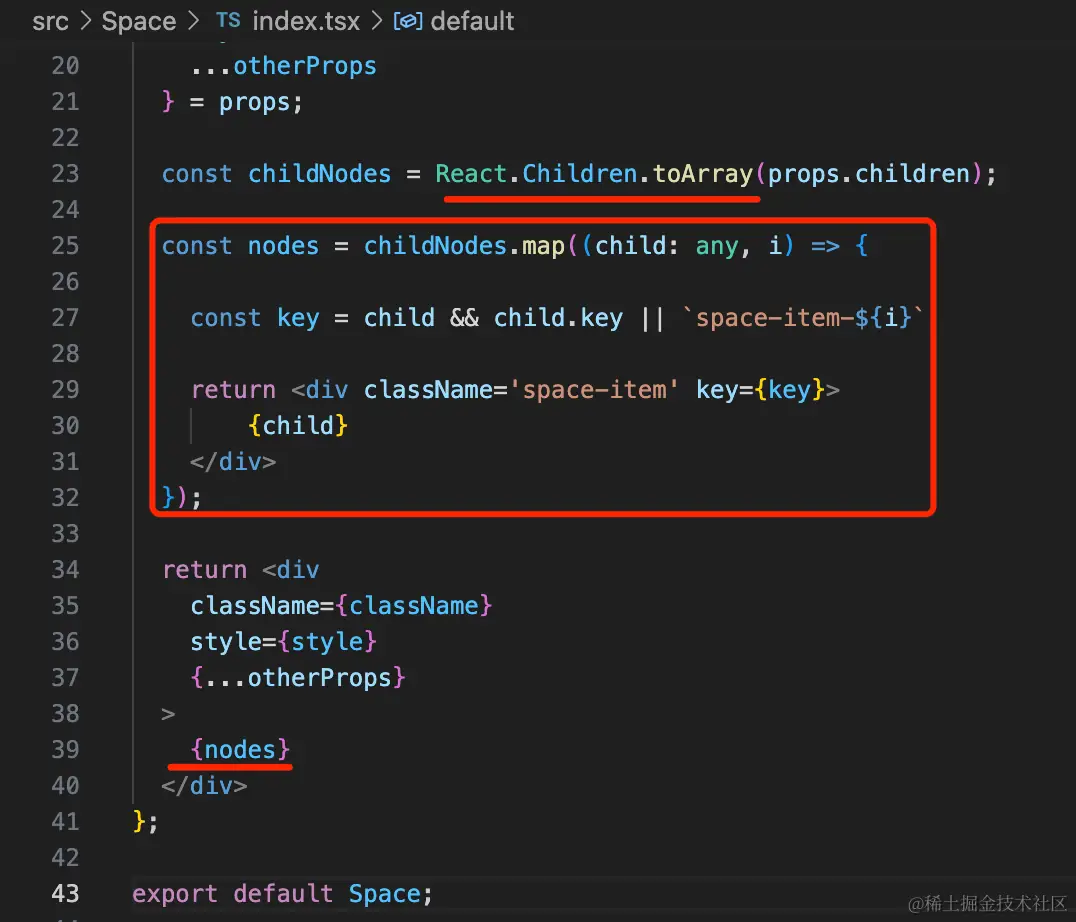 src > Space > TS index.tsx > default
20 ...otherProps
21 } = props;
22
23 const childNodes = React.Children.toArray(props.children);
24
25 const nodes = childNodes.map((child: any, i) => {
26
27 const key = child && child.key || `space-item-${i}`
28
29 return <div className='space-item' key={key}>
30 {child}
31 </div>
32 });
33
34 return <div
35 className={className}
36 style={style}
37 {...otherProps}
38 >
39 {nodes}
40 </div>
41 };
42
43 export default Space;
@稀土掘金技术社区